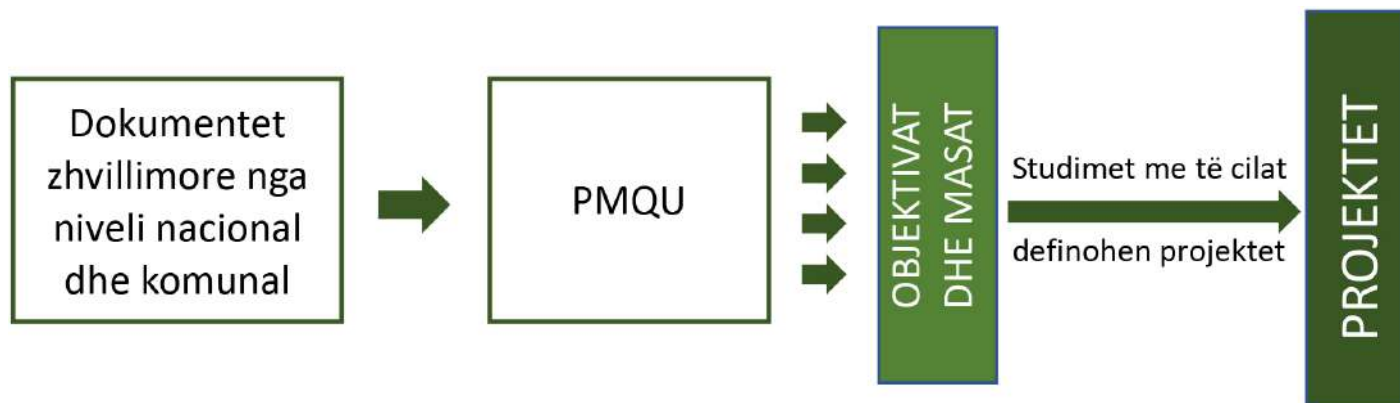 Dokumentet
zhvillimore nga
niveli nacional
dhe komunal
PMQU
OBJEKTIVAT
DHE MASAT
Studimet me të cilat
definohen projektet
PROJEKTET